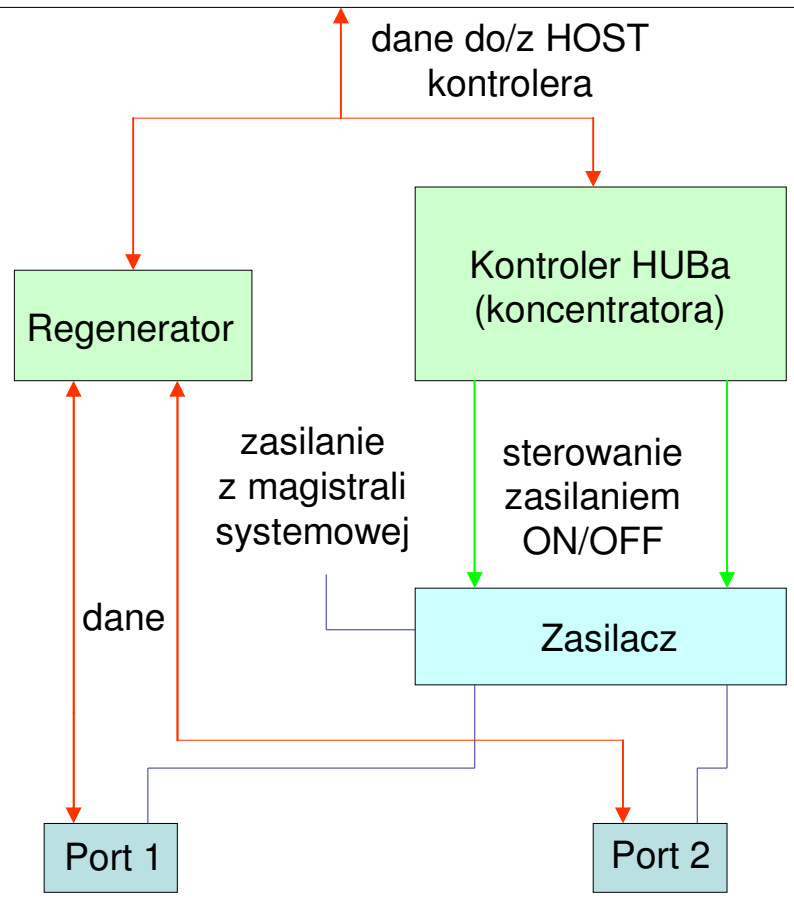 dane do/z HOST
kontrolera
Kontroler HUBa
(koncentratora)
Regenerator
zasilanie
z magistrali
systemowej
sterowanie
zasilaniem
ON/OFF
dane
Zasilacz
Port 1
Port 2